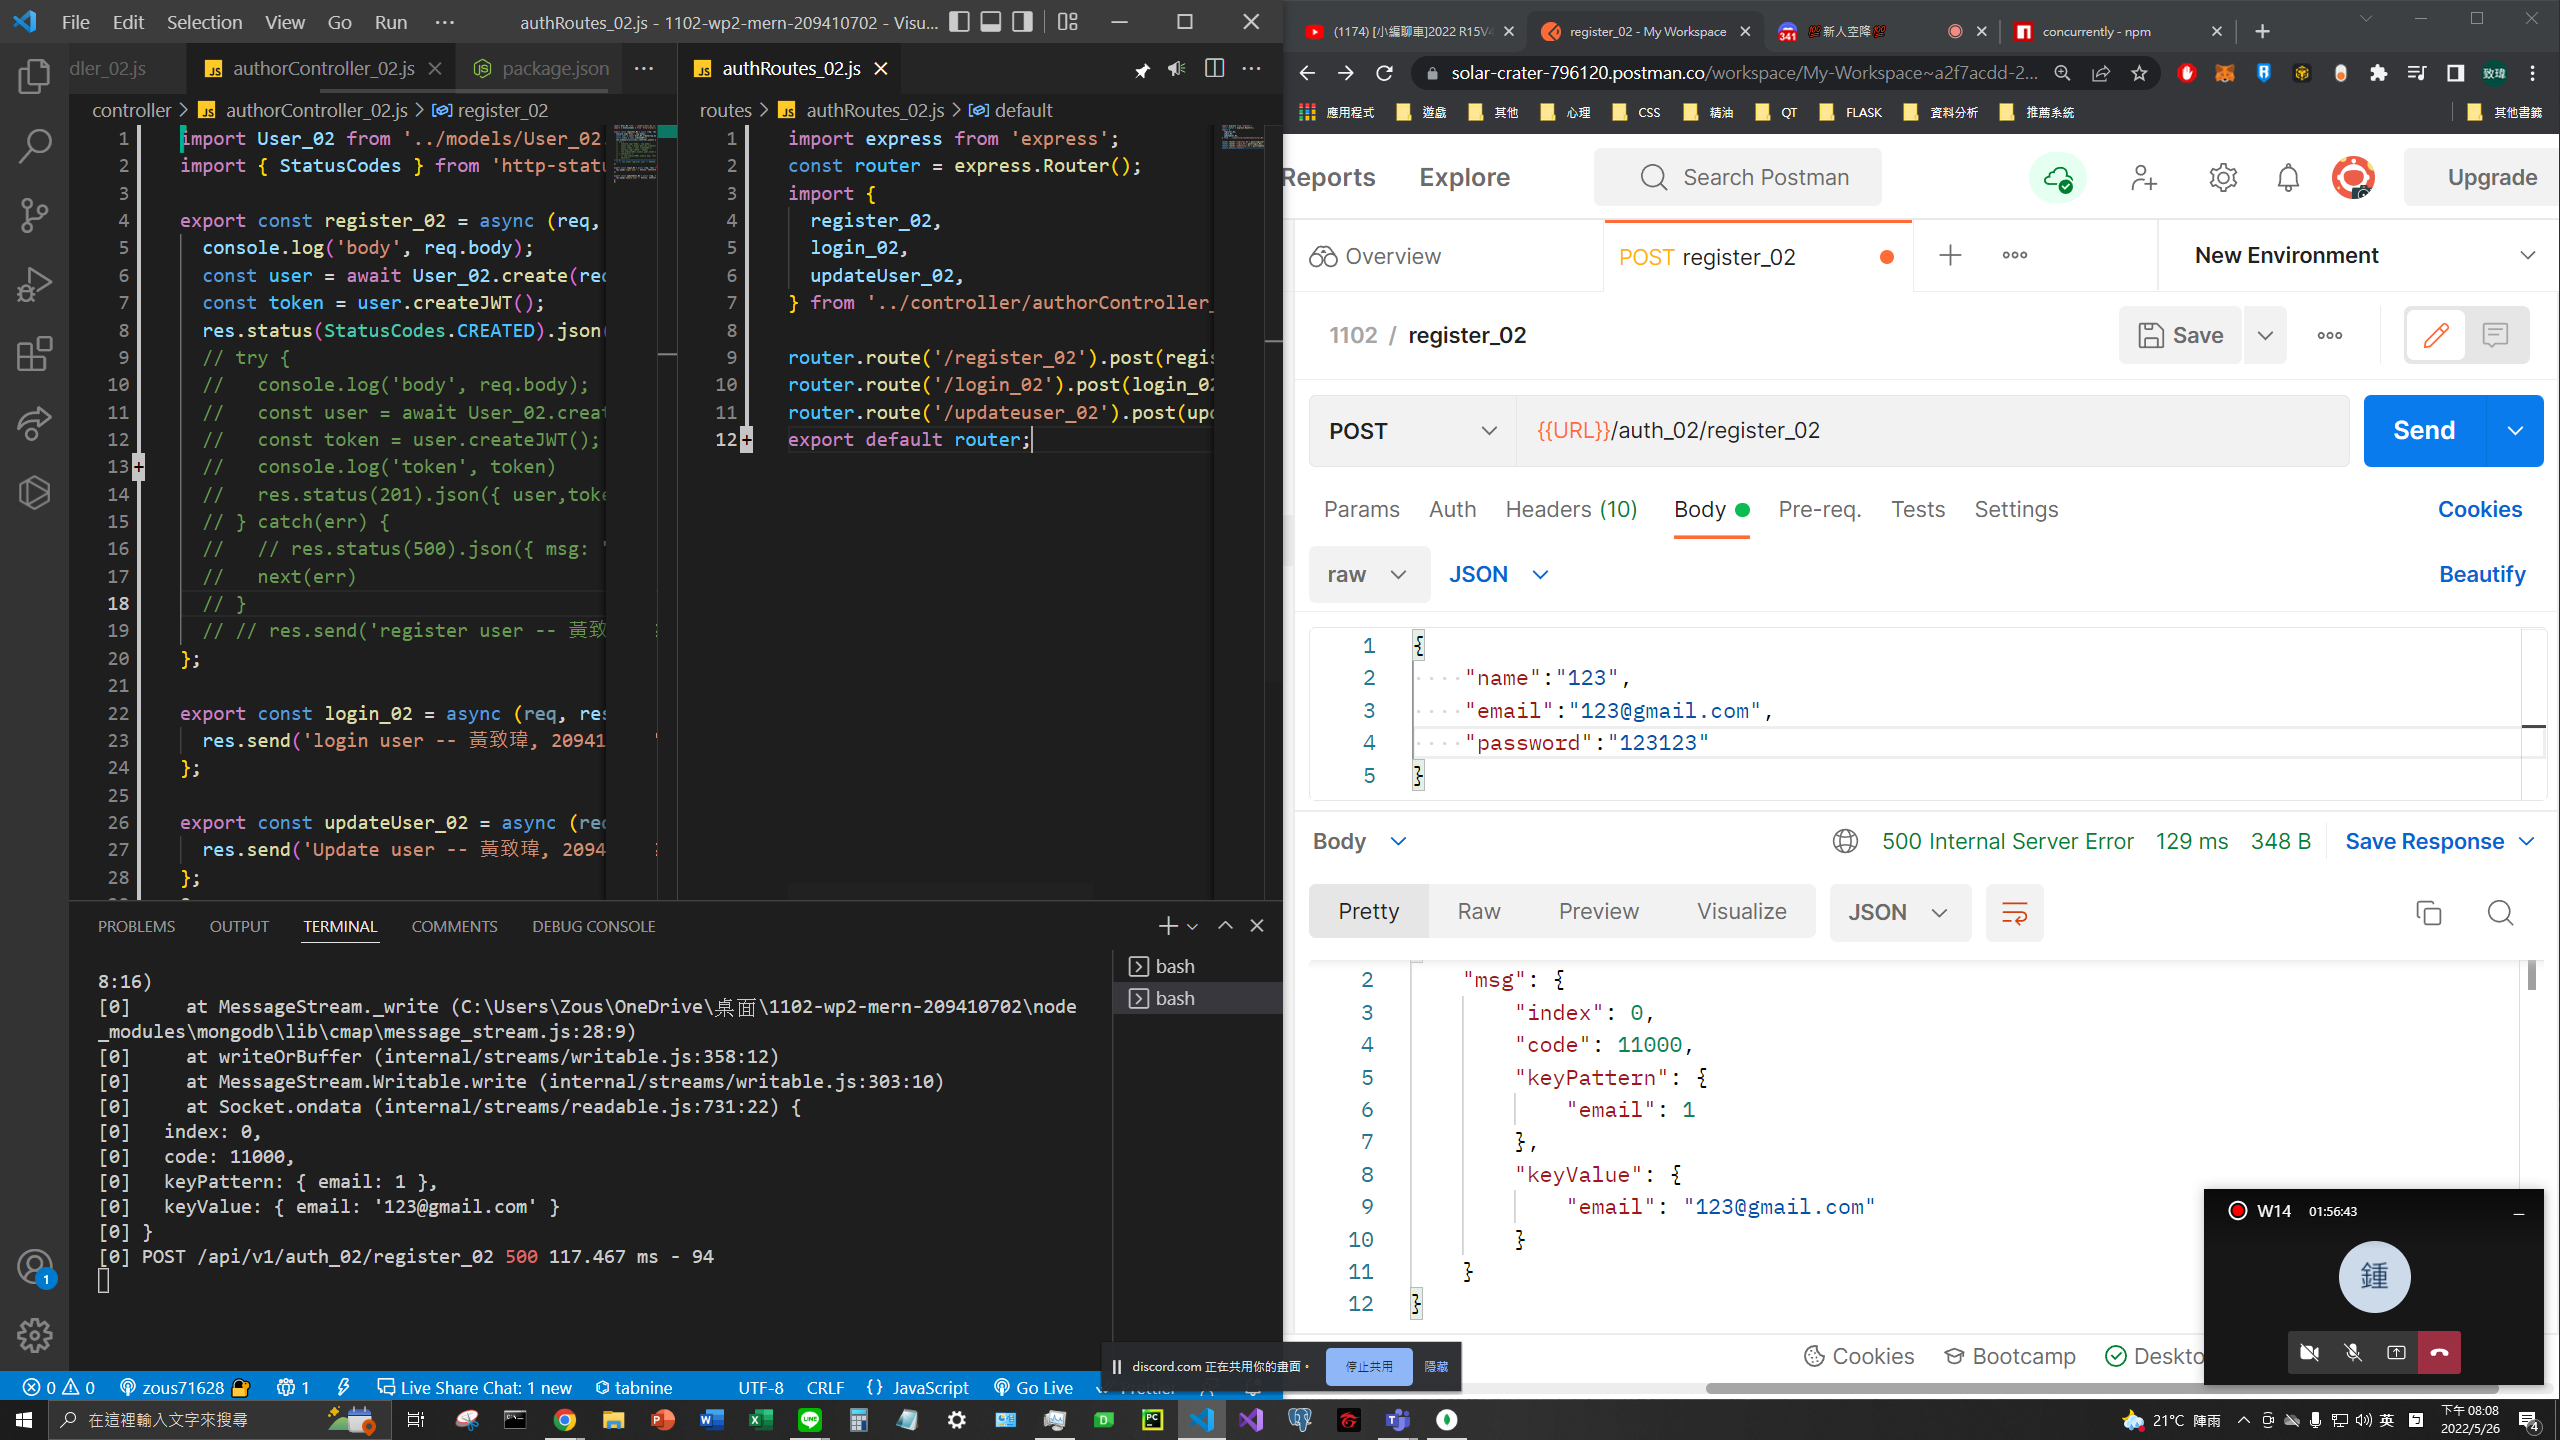 File Edit Selection View Go Run ··· authRoutes_02.js - 1102-wp2-mern-209410702 - Visu...
dler_02.js authorController_02.js package.json ···
controller > authorController_02.js > register_02
1 import User_02 from '../models/User_02.
2 import { StatusCodes } from 'http-statu
3
4 export const register_02 = async (req,
5 console.log('body', req.body);
6 const user = await User_02.create(req
7 const token = user.createJWT();
8 res.status(StatusCodes.CREATED).json(
9 // try {
10 //   console.log('body', req.body);
11 //   const user = await User_02.creat
12 //   const token = user.createJWT();
13 //   console.log('token', token)
14 //   res.status(201).json({ user,toke
15 // } catch(err) {
16 //   // res.status(500).json({ msg: '
17 //   next(err)
18 // }
19 // // res.send('register user -- 黃致
20 };
21
22 export const login_02 = async (req, res
23 res.send('login user -- 黃致瑋, 20941
24 };
25
26 export const updateUser_02 = async (req
27 res.send('Update user -- 黃致瑋, 2094
28 };
authRoutes_02.js
routes > authRoutes_02.js > default
1 import express from 'express';
2 const router = express.Router();
3 import {
4 register_02,
5 login_02,
6 updateUser_02,
7 } from '../controller/authorController_
8
9 router.route('/register_02').post(regis
10 router.route('/login_02').post(login_02
11 router.route('/updateuser_02').post(upd
12 export default router;
PROBLEMS OUTPUT TERMINAL COMMENTS DEBUG CONSOLE
bash
bash
8:16)
[0]     at MessageStream._write (C:\Users\Zous\OneDrive\桌面\1102-wp2-mern-209410702\node
_modules\mongodb\lib\cmap\message_stream.js:28:9)
[0]     at writeOrBuffer (internal/streams/writable.js:358:12)
[0]     at MessageStream.Writable.write (internal/streams/writable.js:303:10)
[0]     at Socket.ondata (internal/streams/readable.js:731:22) {
[0]   index: 0,
[0]   code: 11000,
[0]   keyPattern: { email: 1 },
[0]   keyValue: { email: '123@gmail.com' }
[0] }
[0] POST /api/v1/auth_02/register_02 500 117.467 ms - 94
1
0 0 zous71628 1 Live Share Chat: 1 new tabnine UTF-8 CRLF {} JavaScript Go Live
(1174) [小編聊車]2022 R15V4 register_02 - My Workspace 341 💯新人空降💯 concurrently - npm
solar-crater-796120.postman.co/workspace/My-Workspace~a2f7acdd-2... 致瑋
應用程式 遊戲 其他 心理 CSS 精油 QT FLASK 資料分析 推薦系統 其他書籤
Reports Explore Search Postman Upgrade
Overview POST register_02 New Environment
1102 / register_02 Save
POST {{URL}}/auth_02/register_02 Send
Params Auth Headers (10) Body Pre-req. Tests Settings Cookies
raw JSON Beautify
1 {
2 "name":"123",
3 "email":"123@gmail.com",
4 "password":"123123"
5 }
Body 500 Internal Server Error 129 ms 348 B Save Response
Pretty Raw Preview Visualize JSON
2 "msg": {
3 "index": 0,
4 "code": 11000,
5 "keyPattern": {
6 "email": 1
7 },
8 "keyValue": {
9 "email": "123@gmail.com"
10 }
11 }
12 }
W14 01:56:43
鍾
Cookies Bootcamp Deskto
discord.com 正在共用你的畫面。 停止共用 隱藏
在這裡輸入文字來搜尋
21°C 陣雨 英 下午 08:08
2022/5/26 4